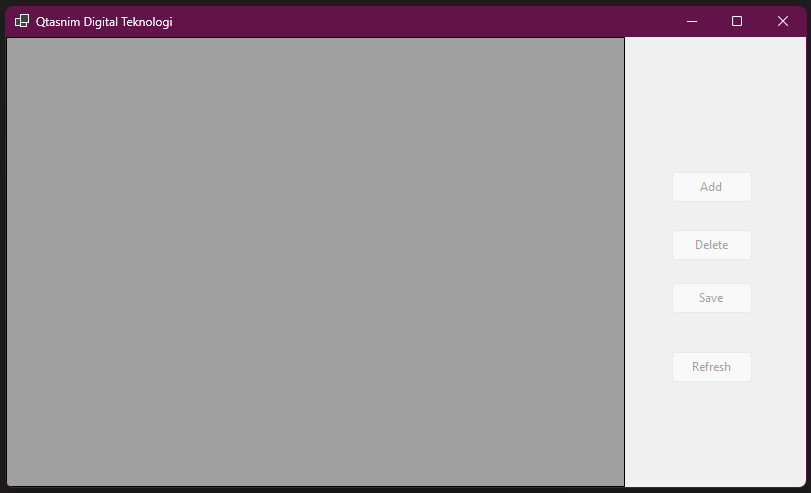 Qtasnim Digital Teknologi
Add
Delete
Save
Refresh